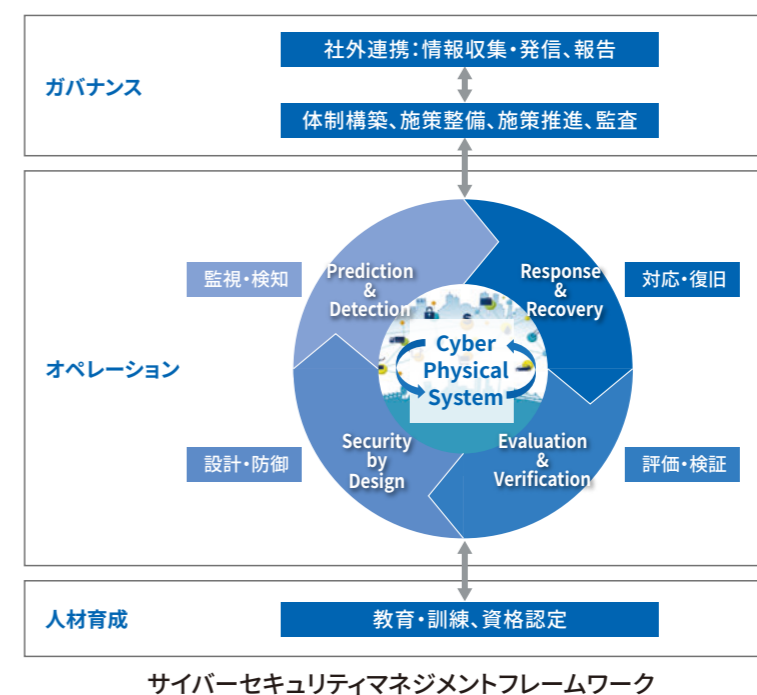 社外連携：情報収集・発信、報告
ガバナンス
体制構築、施策整備、施策推進、監査
監視・検知
Prediction
&
Detection
Response
&
Recovery
対応・復旧
オペレーション
Cyber
Physical
System
設計・防御
Security
by
Design
Evaluation
&
Verification
評価・検証
人材育成
教育・訓練、資格認定
サイバーセキュリティマネジメントフレームワーク